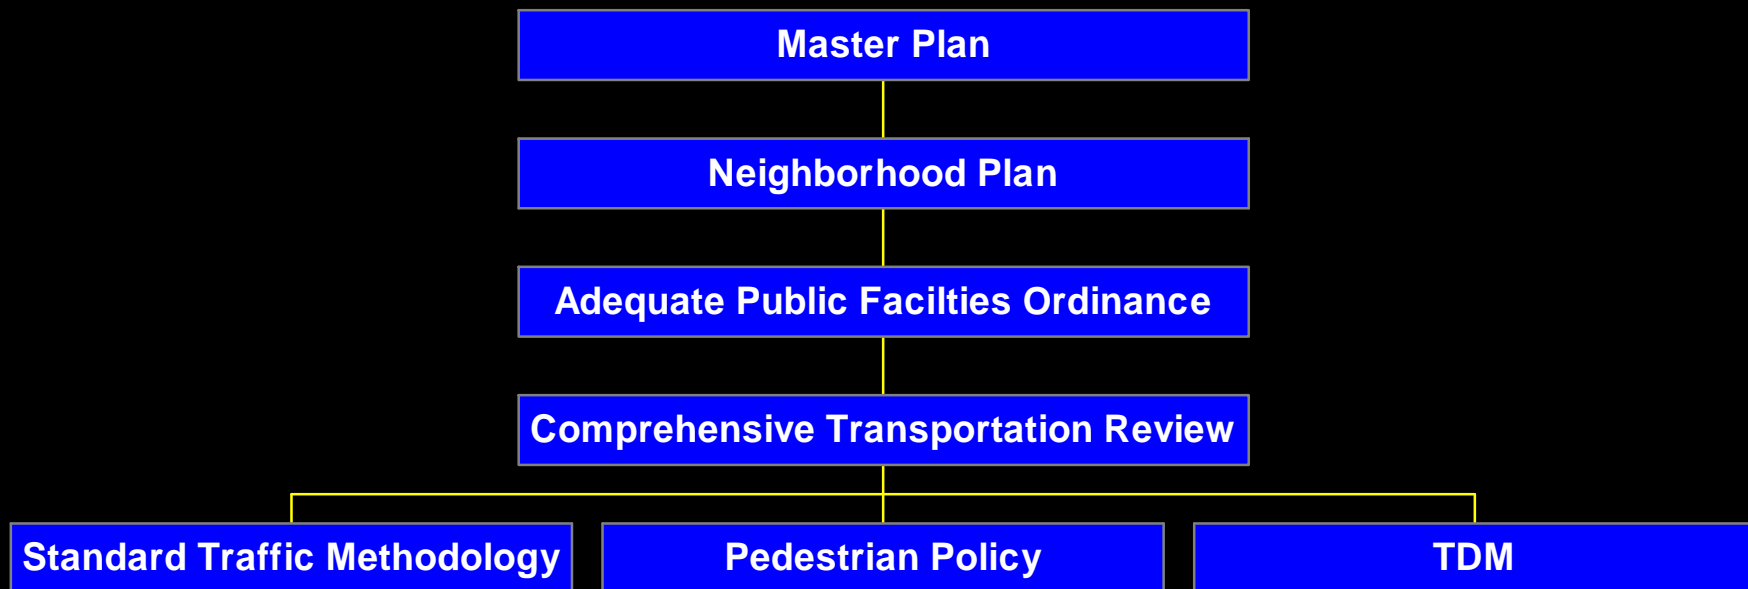 Master Plan
Neighborhood Plan
Adequate Public Facilties Ordinance
Comprehensive Transportation Review
Standard Traffic Methodology
Pedestrian Policy
TDM